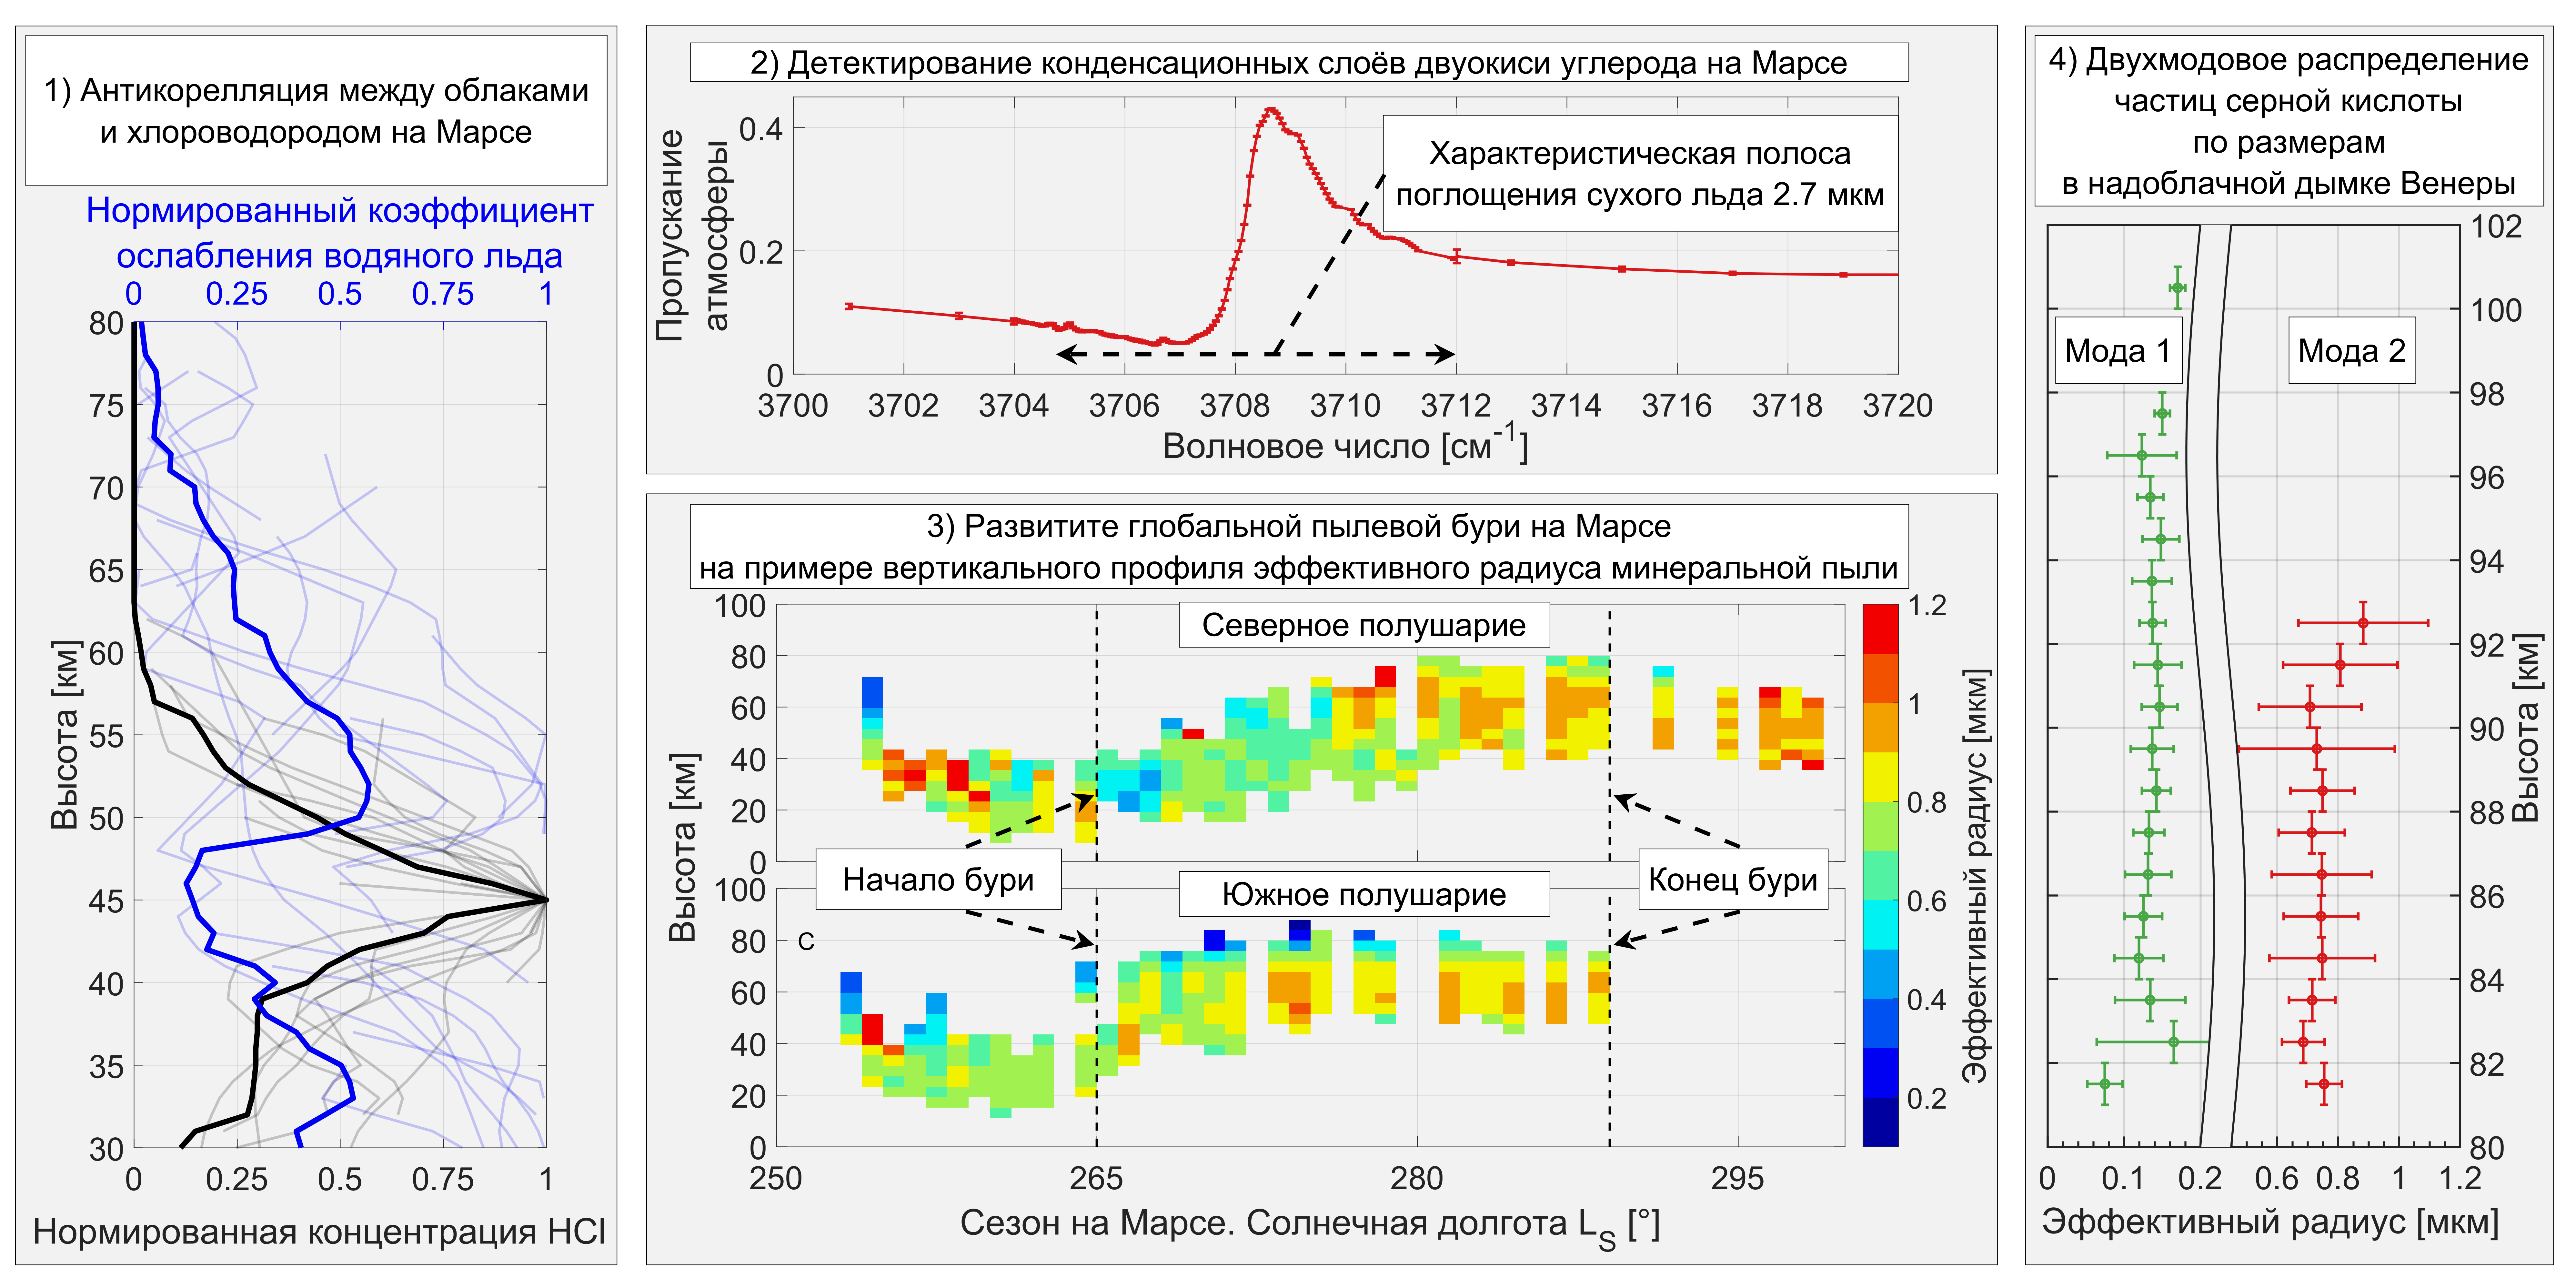 1) Антикорелляция между облаками
и хлороводородом на Марсе
Нормированный коэффициент
ослабления водяного льда
0 0.25 0.5 0.75 1
80
75
70
65
60
55
50
45
40
35
30
Высота [км]
0 0.25 0.5 0.75 1
Нормированная концентрация HCl
2) Детектирование конденсационных слоёв двуокиси углерода на Марсе
Пропускание
атмосферы
0.4
0.2
0
Характеристическая полоса
поглощения сухого льда 2.7 мкм
3700 3702 3704 3706 3708 3710 3712 3714 3716 3718 3720
Волновое число [см-1]
3) Развитите глобальной пылевой бури на Марсе
на примере вертикального профиля эффективного радиуса минеральной пыли
Северное полушарие
100
80
60
40
20
0
Высота [км]
Начало бури
Конец бури
Южное полушарие
100
80
60
40
20
0
Высота [км]
С
250 265 280 295
Сезон на Марсе. Солнечная долгота LS [°]
1.2
1
0.8
0.6
0.4
0.2
Эффективный радиус [мкм]
4) Двухмодовое распределение
частиц серной кислоты
по размерам
в надоблачной дымке Венеры
Мода 1
Мода 2
102
100
98
96
94
92
90
88
86
84
82
80
Высота [км]
0 0.1 0.2 0.6 0.8 1 1.2
Эффективный радиус [мкм]